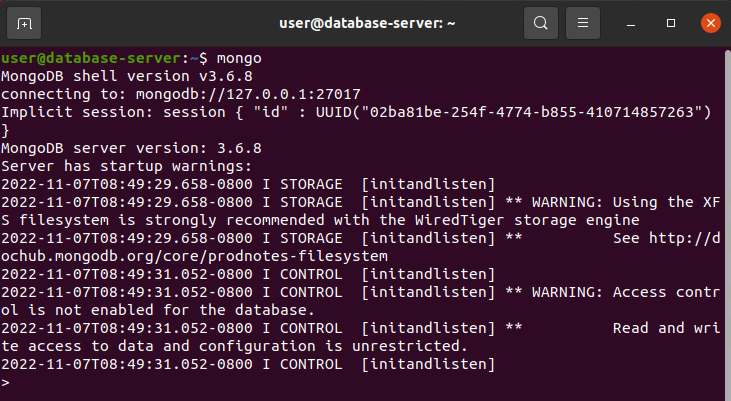 user@database-server: ~
user@database-server:~$ mongo
MongoDB shell version v3.6.8
connecting to: mongodb://127.0.0.1:27017
Implicit session: session { "id" : UUID("02ba81be-254f-4774-b855-410714857263")
}
MongoDB server version: 3.6.8
Server has startup warnings:
2022-11-07T08:49:29.658-0800 I STORAGE  [initandlisten]
2022-11-07T08:49:29.658-0800 I STORAGE  [initandlisten] ** WARNING: Using the XF
S filesystem is strongly recommended with the WiredTiger storage engine
2022-11-07T08:49:29.658-0800 I STORAGE  [initandlisten] **          See http://d
ochub.mongodb.org/core/prodnotes-filesystem
2022-11-07T08:49:31.052-0800 I CONTROL  [initandlisten]
2022-11-07T08:49:31.052-0800 I CONTROL  [initandlisten] ** WARNING: Access contr
ol is not enabled for the database.
2022-11-07T08:49:31.052-0800 I CONTROL  [initandlisten] **          Read and wri
te access to data and configuration is unrestricted.
2022-11-07T08:49:31.052-0800 I CONTROL  [initandlisten]
>